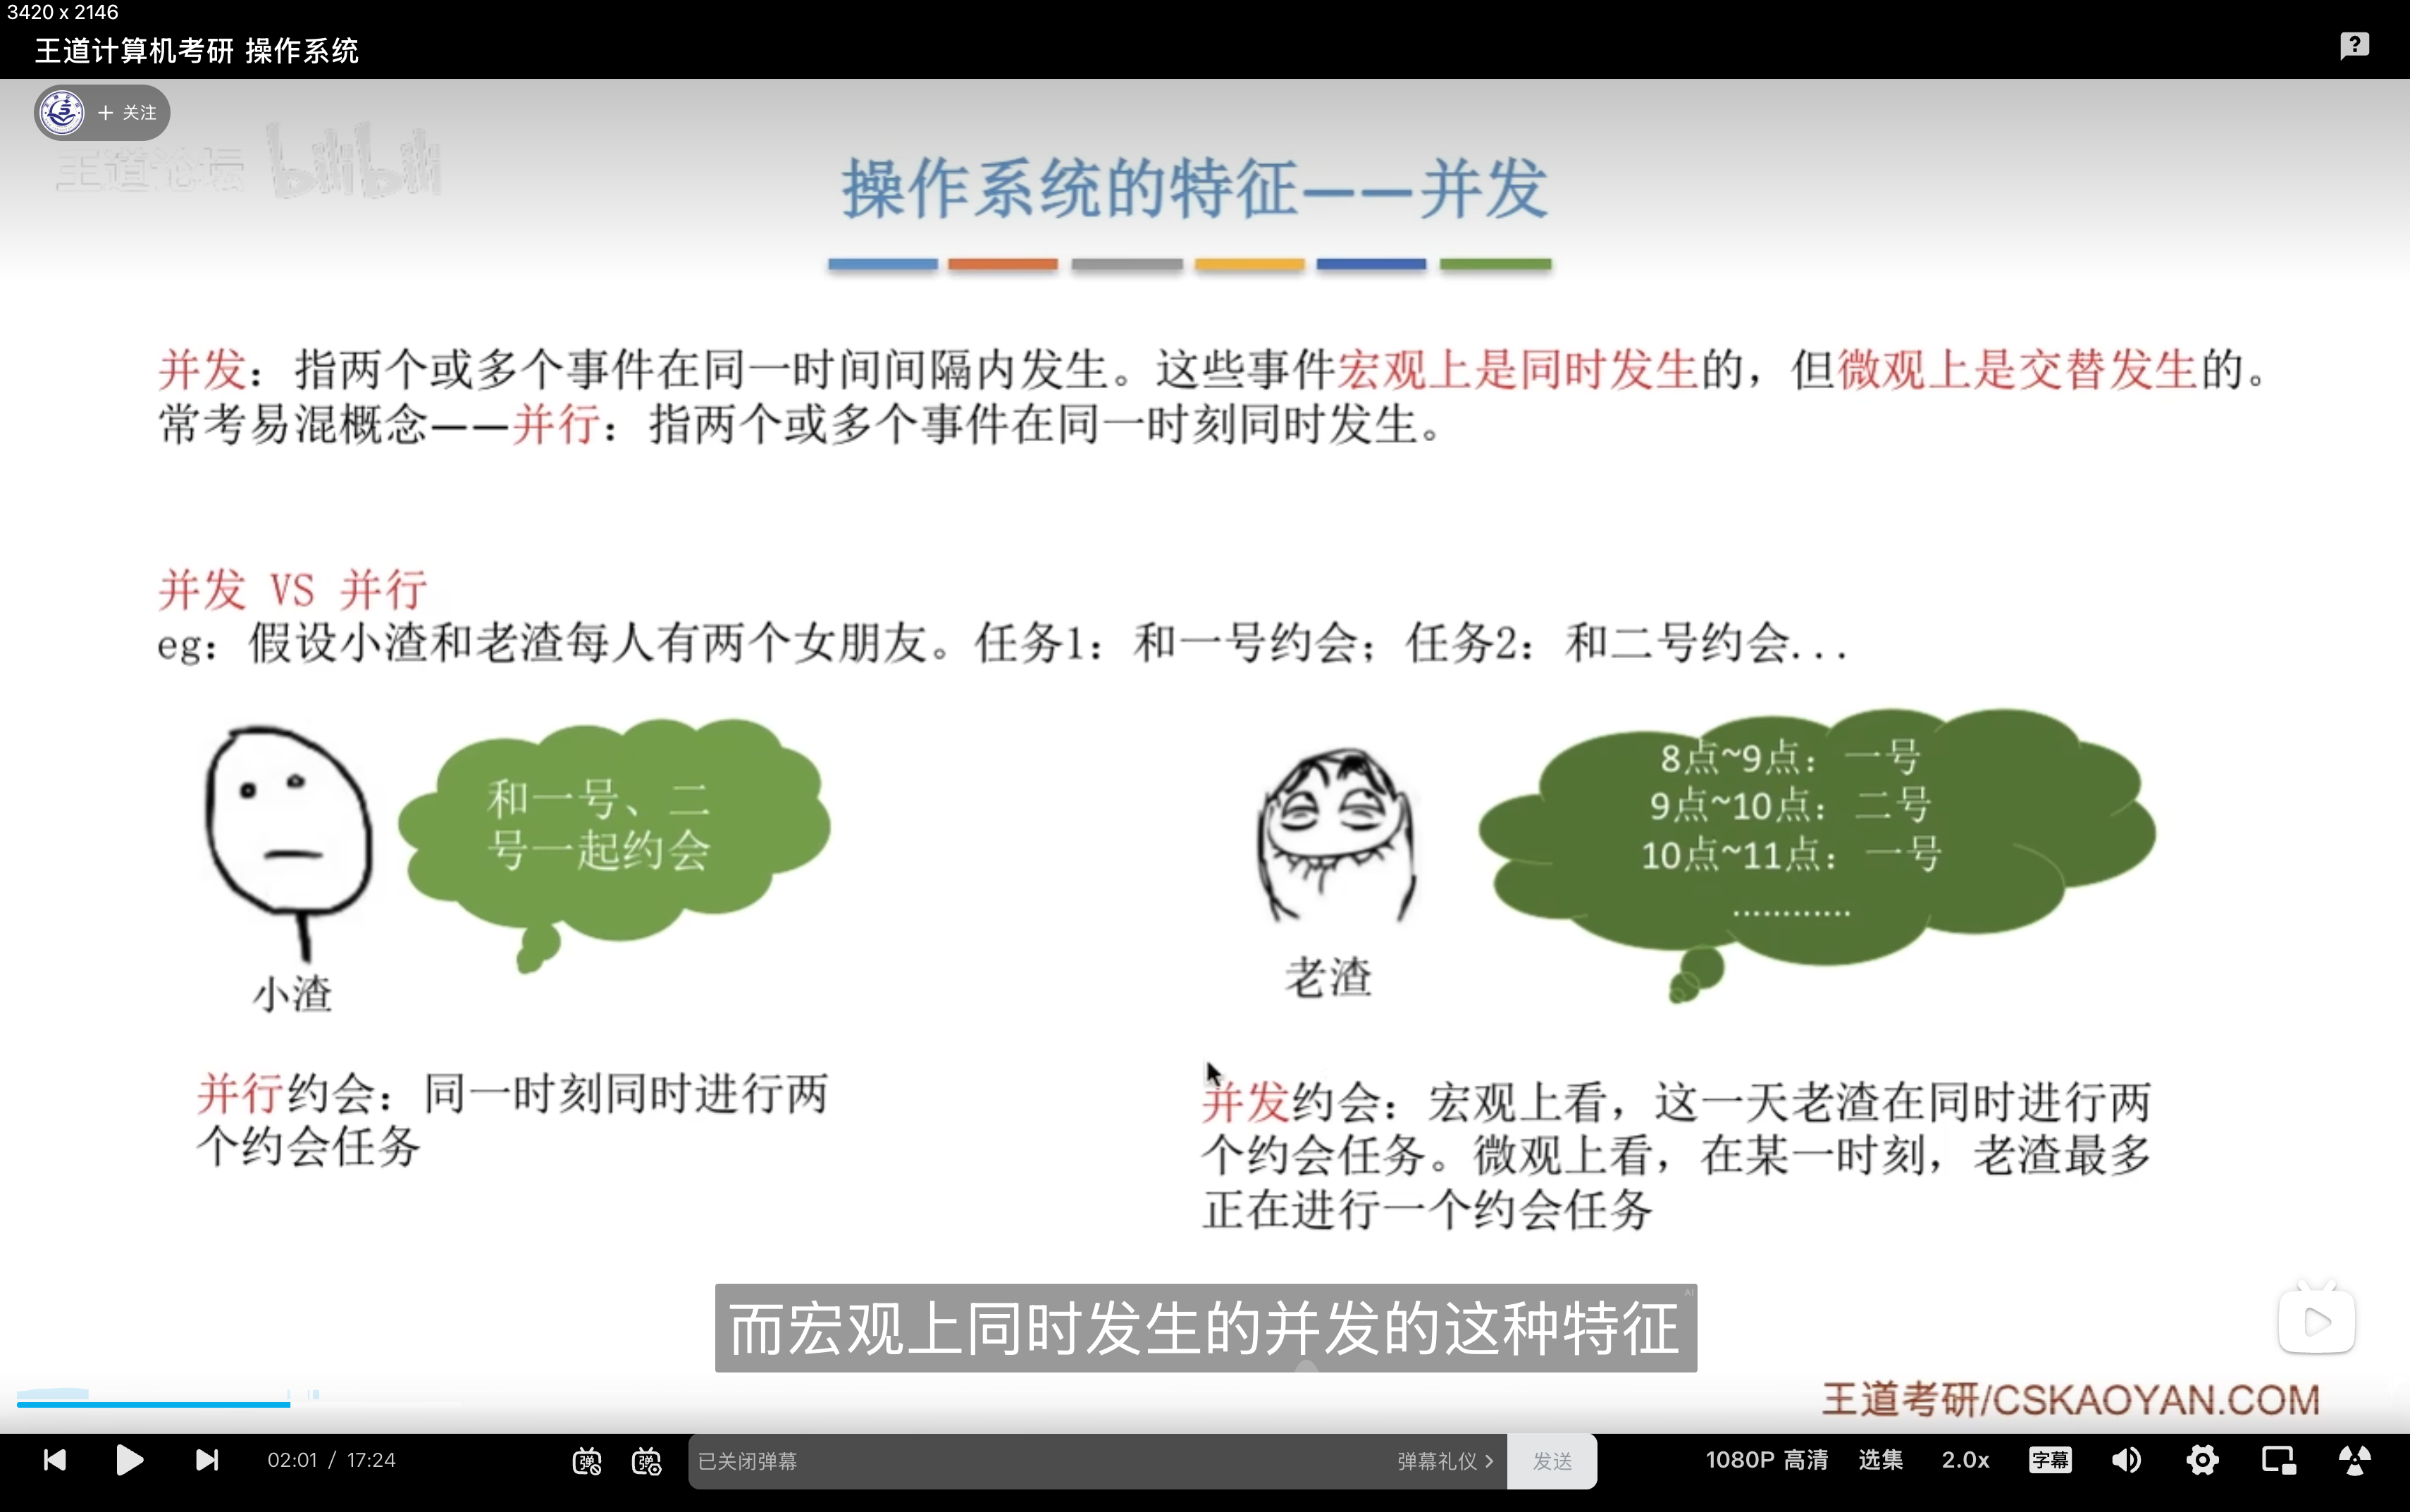 3420 x 2146
王道计算机考研 操作系统
+ 关注
王道论坛 bilibili
操作系统的特征——并发
并发：指两个或多个事件在同一时间间隔内发生。这些事件宏观上是同时发生的，但微观上是交替发生的。
常考易混概念——并行：指两个或多个事件在同一时刻同时发生。
并发 VS 并行
eg：假设小渣和老渣每人有两个女朋友。任务1：和一号约会；任务2：和二号约会...
和一号、二
号一起约会
小渣
8点~9点：一号
9点~10点：二号
10点~11点：一号
............
老渣
并行约会：同一时刻同时进行两
个约会任务
并发约会：宏观上看，这一天老渣在同时进行两
个约会任务。微观上看，在某一时刻，老渣最多
正在进行一个约会任务
AI
而宏观上同时发生的并发的这种特征
王道考研/CSKAOYAN.COM
02:01 / 17:24
弹 弹
已关闭弹幕
弹幕礼仪 >
发送
1080P 高清
选集
2.0x
字幕